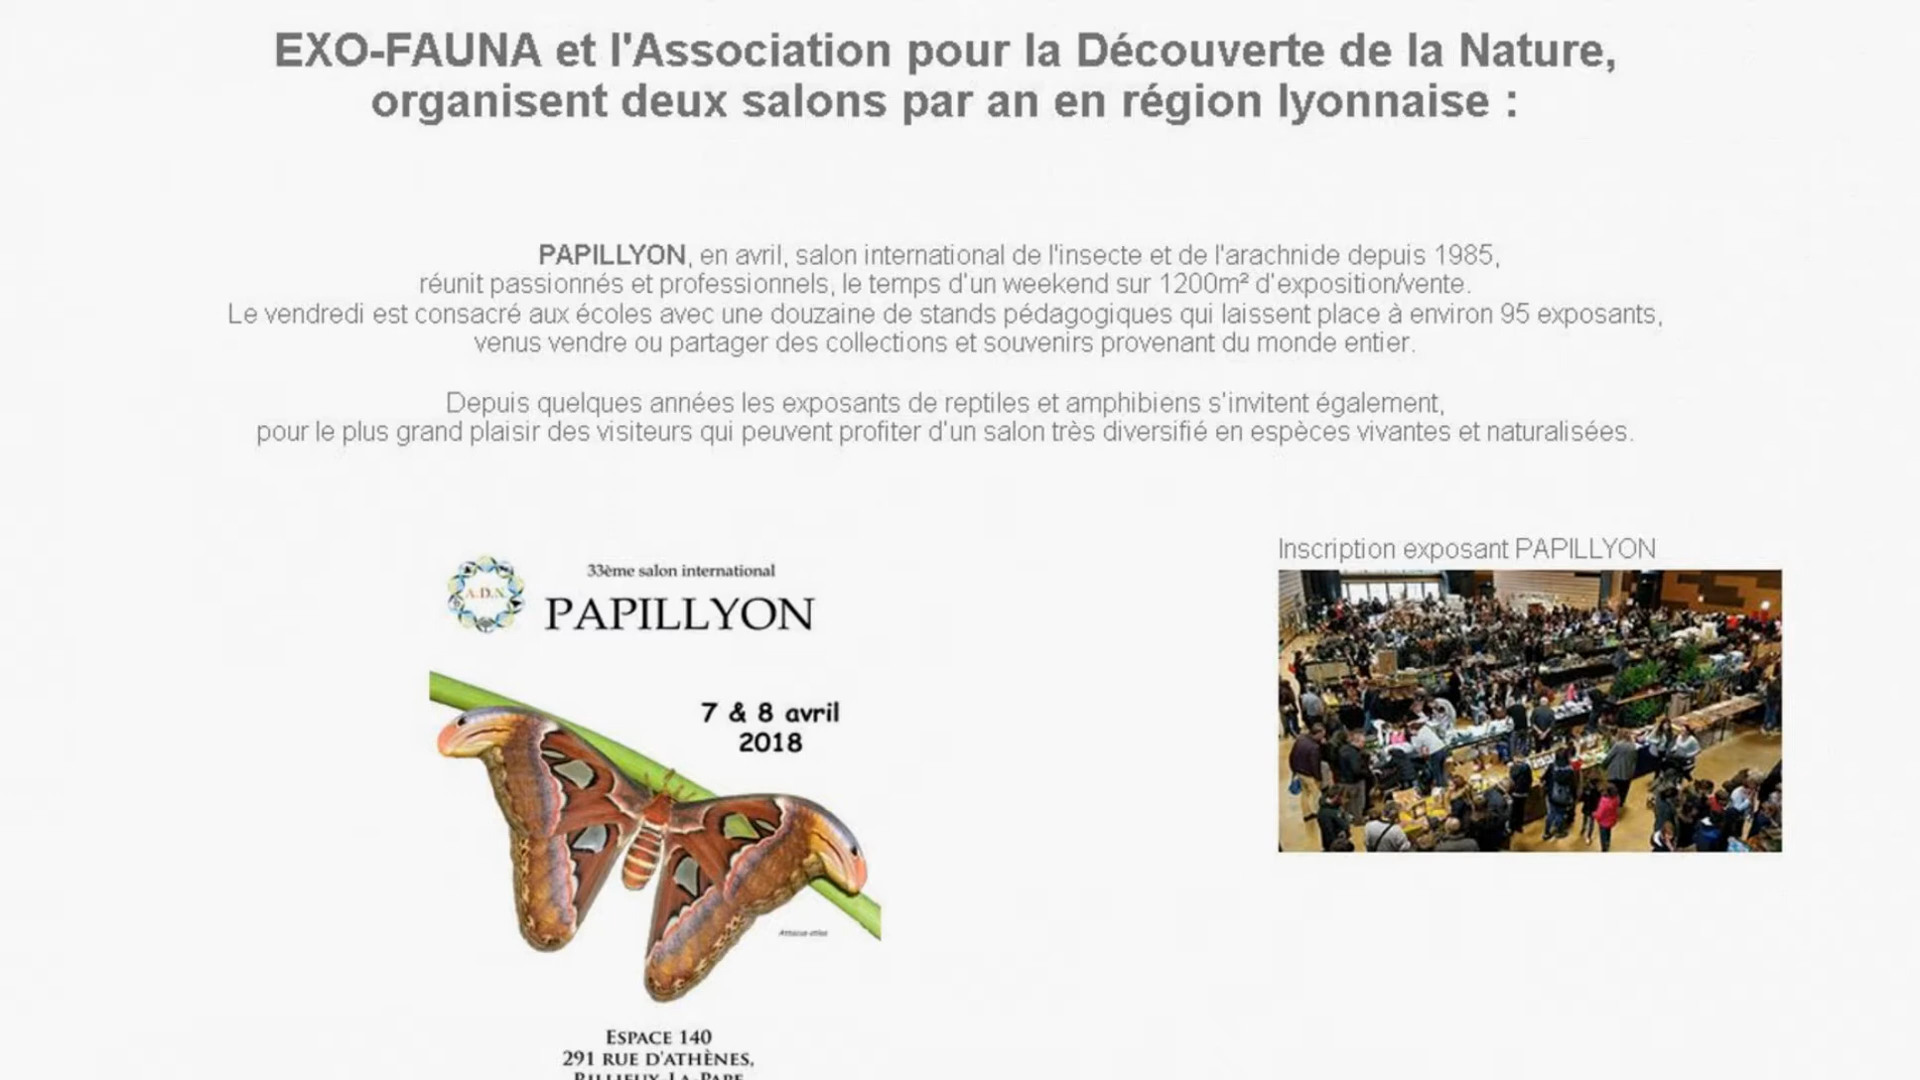 EXO-FAUNA et l'Association pour la Découverte de la Nature,
organisent deux salons par an en région lyonnaise :
PAPILLYON, en avril, salon international de l'insecte et de l'arachnide depuis 1985,
réunit passionnés et professionnels, le temps d'un weekend sur 1200m² d'exposition/vente.
Le vendredi est consacré aux écoles avec une douzaine de stands pédagogiques qui laissent place à environ 95 exposants,
venus vendre ou partager des collections et souvenirs provenant du monde entier.
Depuis quelques années les exposants de reptiles et amphibiens s'invitent également,
pour le plus grand plaisir des visiteurs qui peuvent profiter d'un salon très diversifié en espèces vivantes et naturalisées.
A.D.N.
33ème salon international
PAPILLYON
7 & 8 avril
2018
Attacus atlas
ESPACE 140
291 RUE D'ATHÈNES,
RILLIEUX-LA-PAPE
Inscription exposant PAPILLYON